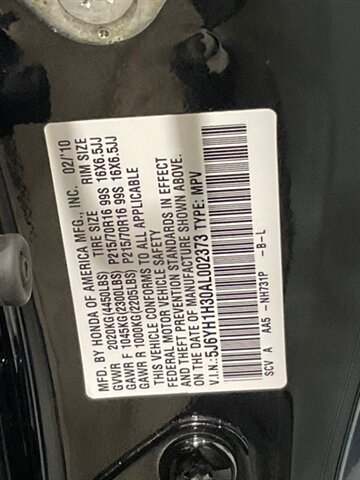 MFD. BY HONDA OF AMERICA MFG., INC. 02/'10
TIRE SIZE RIM SIZE
GVWR 2020KG(4450LBS)
GAWR F 1045KG(2300LBS) P215/70R16 99S 16X6.5JJ
GAWR R 1000KG(2205LBS) P215/70R16 99S 16X6.5JJ
THIS VEHICLE CONFORMS TO ALL APPLICABLE
FEDERAL MOTOR VEHICLE SAFETY
AND THEFT PREVENTION STANDARDS IN EFFECT
ON THE DATE OF MANUFACTURE SHOWN ABOVE.
V.I.N.:5J6YH1H30AL002373 TYPE: MPV
SCV A AA5 - NH731P -B-L